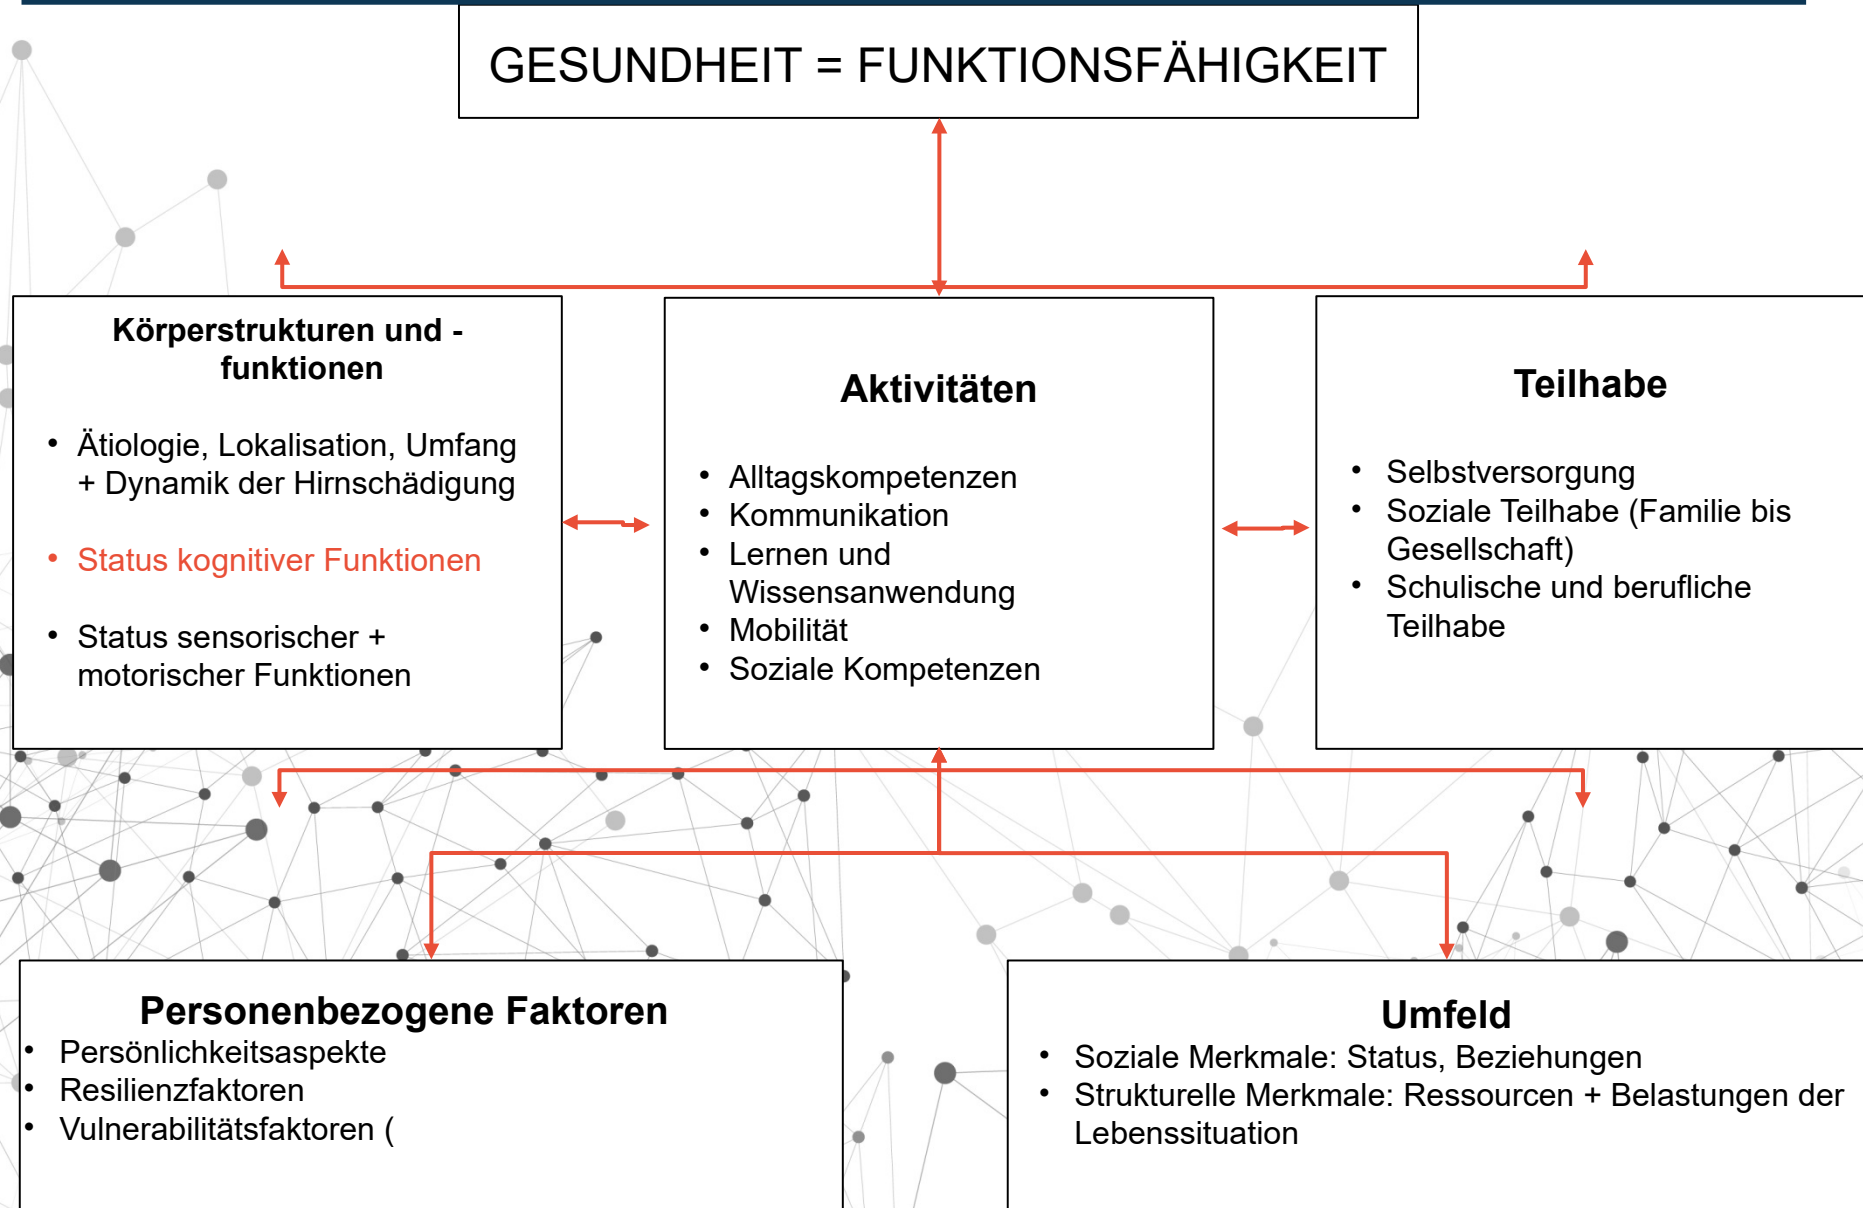 GESUNDHEIT = FUNKTIONSFÄHIGKEIT
Körperstrukturen und -
funktionen
• Ätiologie, Lokalisation, Umfang
+ Dynamik der Hirnschädigung
• Status kognitiver Funktionen
• Status sensorischer +
motorischer Funktionen
Aktivitäten
• Alltagskompetenzen
• Kommunikation
• Lernen und
Wissensanwendung
• Mobilität
• Soziale Kompetenzen
Teilhabe
• Selbstversorgung
• Soziale Teilhabe (Familie bis
Gesellschaft)
• Schulische und berufliche
Teilhabe
Personenbezogene Faktoren
• Persönlichkeitsaspekte
• Resilienzfaktoren
• Vulnerabilitätsfaktoren (
Umfeld
• Soziale Merkmale: Status, Beziehungen
• Strukturelle Merkmale: Ressourcen + Belastungen der
Lebenssituation